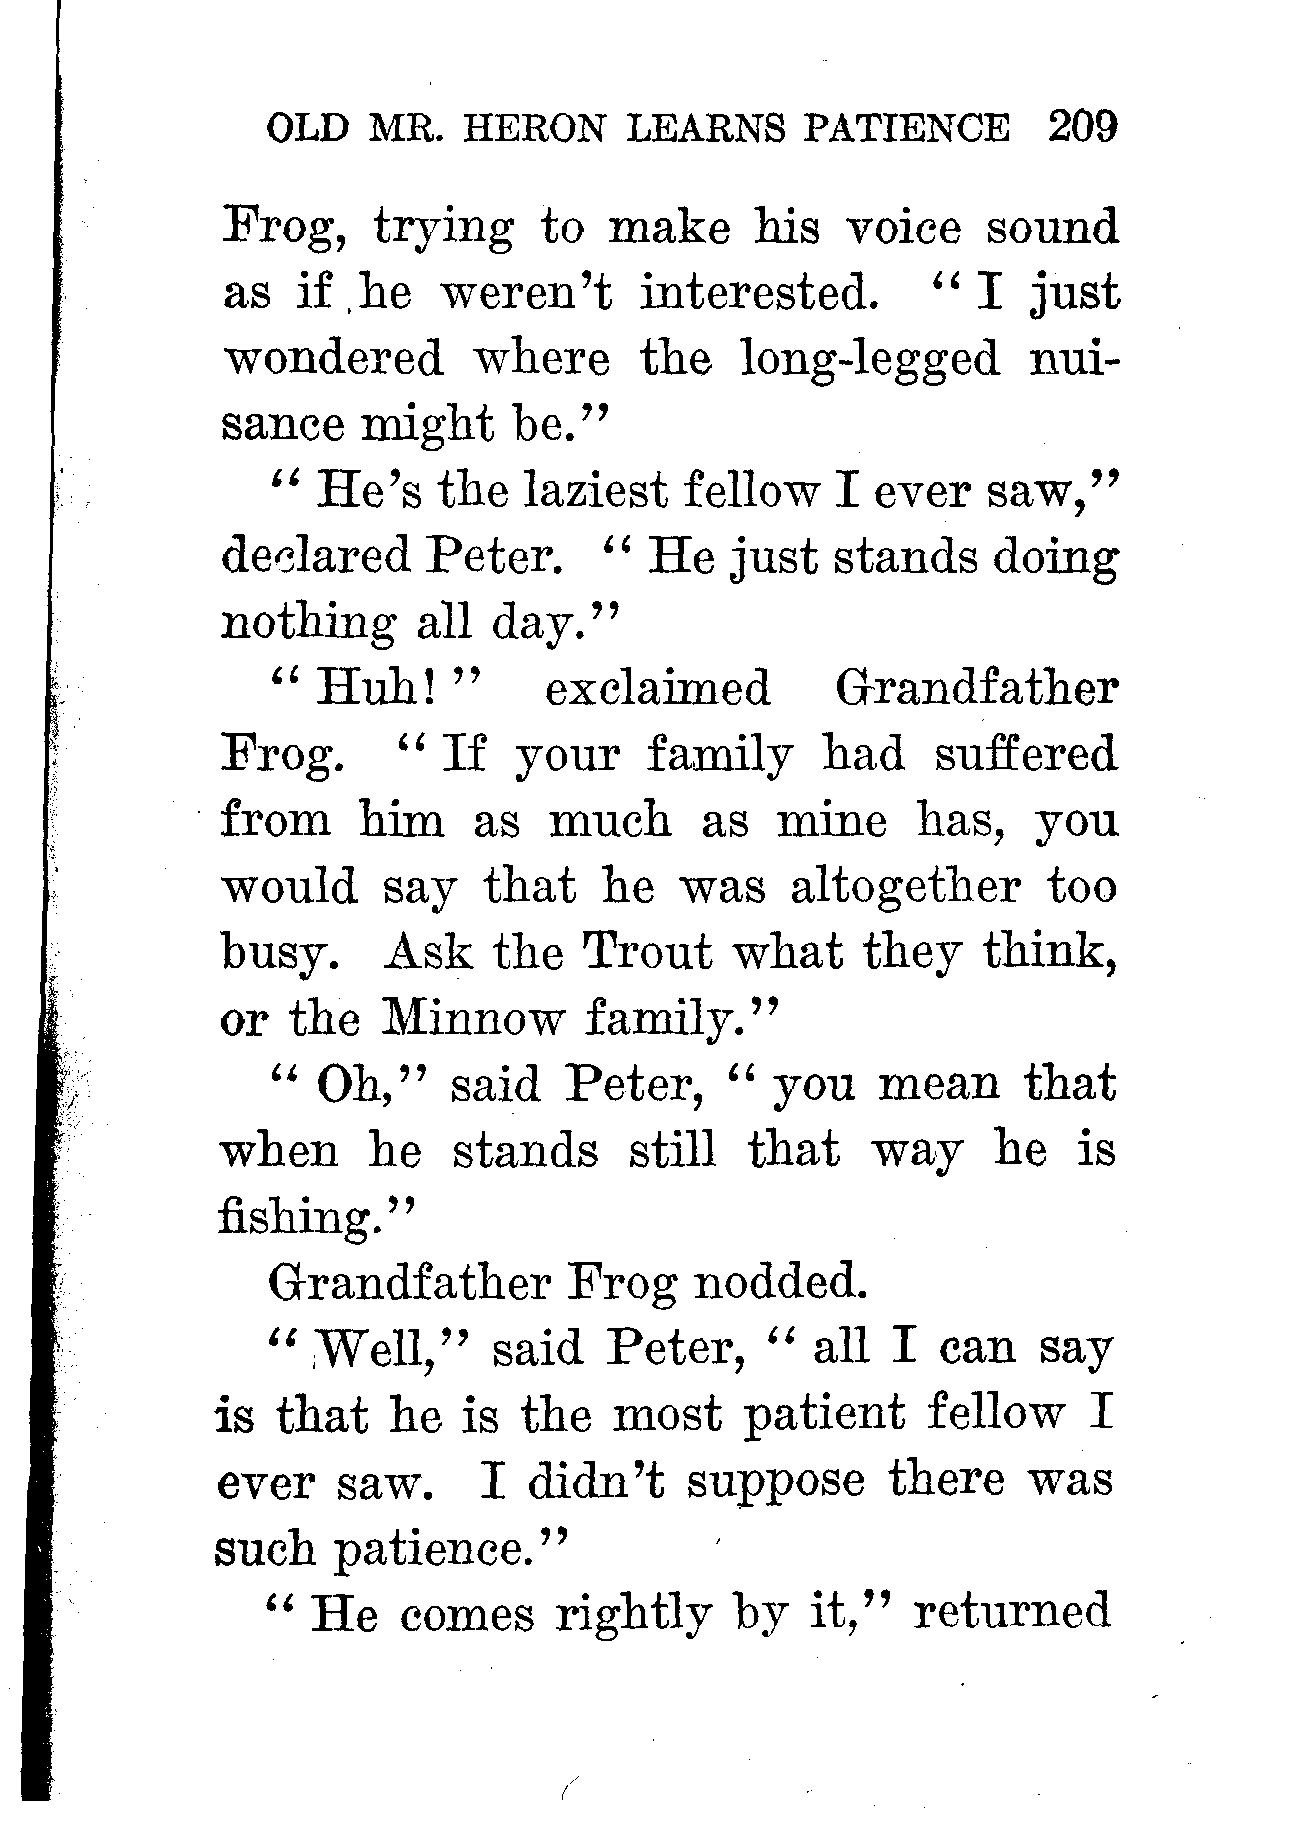 OLD MR. HERON LEARNS PATIENCE 209
Frog, trying to make his voice sound
as if he weren't interested. "I just
wondered where the long-legged nui-
sance might be."
"He's the laziest fellow I ever saw,"
declared Peter. "He just stands doing
nothing all day."
"Huh!" exclaimed Grandfather
Frog. "If your family had suffered
from him as much as mine has, you
would say that he was altogether too
busy. Ask the Trout what they think,
or the Minnow family."
"Oh," said Peter, "you mean that
when he stands still that way he is
fishing."
Grandfather Frog nodded.
"Well," said Peter, "all I can say
is that he is the most patient fellow I
ever saw. I didn't suppose there was
such patience."
"He comes rightly by it," returned